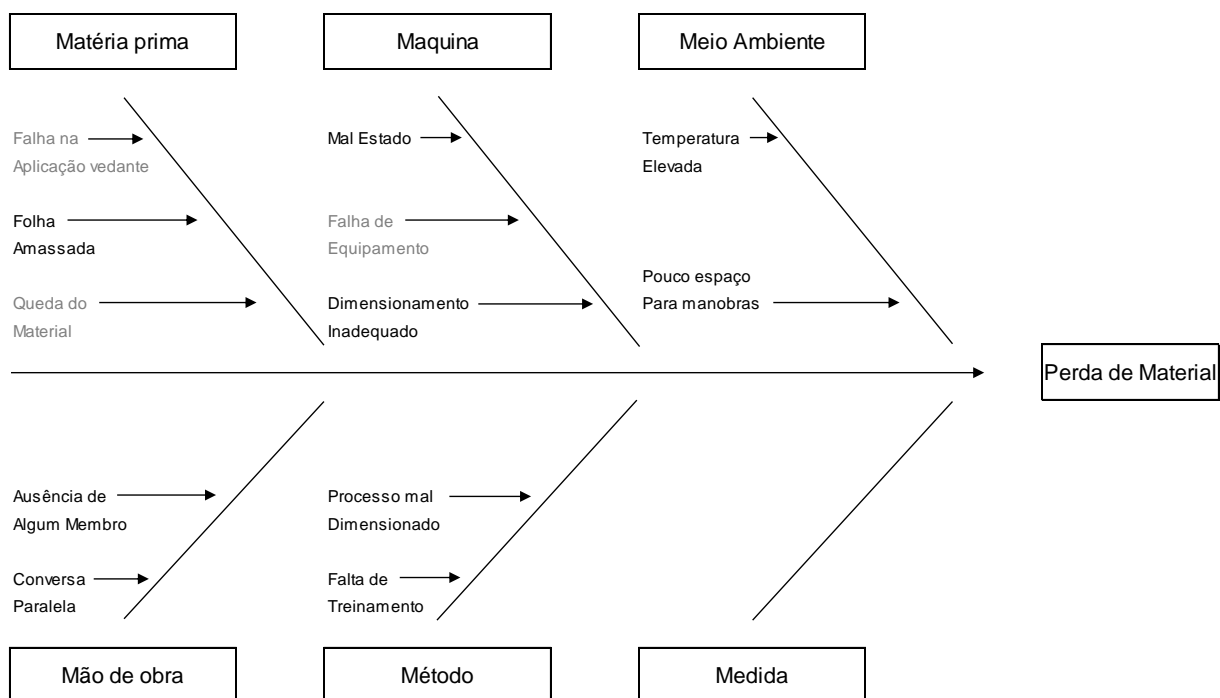 Matéria prima
Maquina
Meio Ambiente
Falha na
Aplicação vedante
Folha
Amassada
Queda do
Material
Mal Estado
Falha de
Equipamento
Dimensionamento
Inadequado
Temperatura
Elevada
Pouco espaço
Para manobras
Perda de Material
Ausência de
Algum Membro
Conversa
Paralela
Processo mal
Dimensionado
Falta de
Treinamento
Mão de obra
Método
Medida